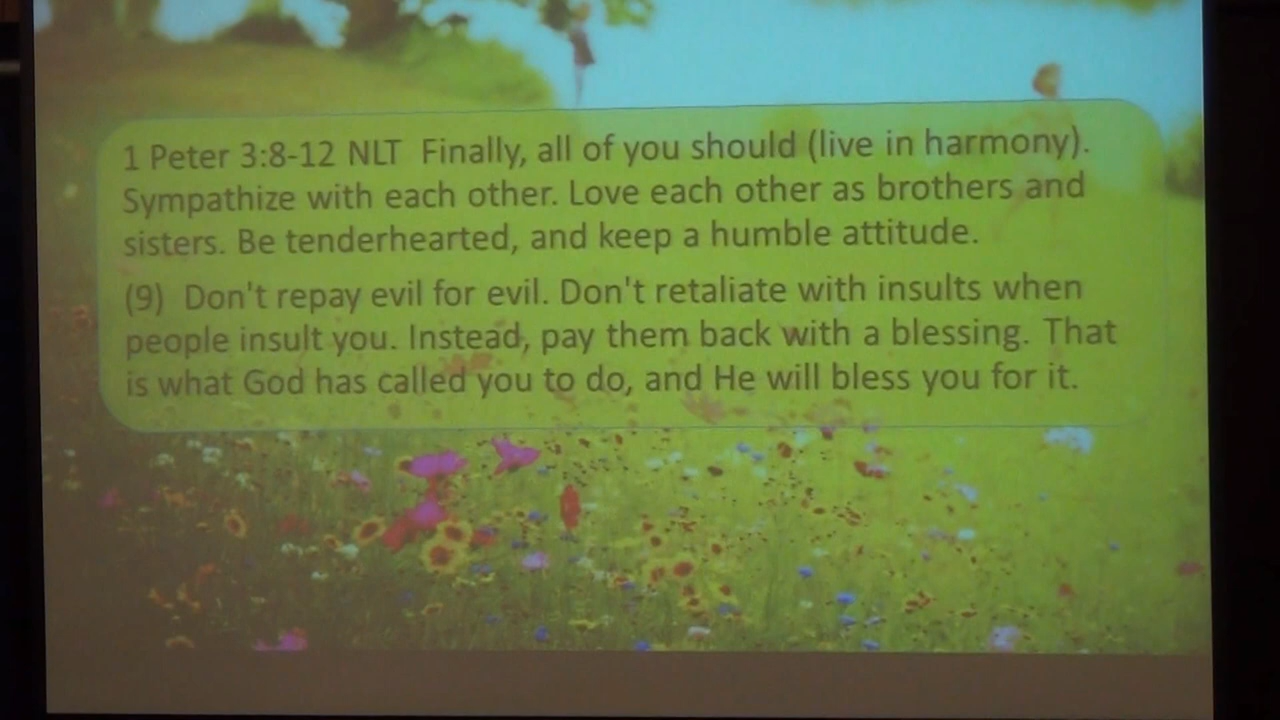 1 Peter 3:8-12 NLT  Finally, all of you should (live in harmony).
Sympathize with each other. Love each other as brothers and
sisters. Be tenderhearted, and keep a humble attitude.
(9)  Don't repay evil for evil. Don't retaliate with insults when
people insult you. Instead, pay them back with a blessing. That
is what God has called you to do, and He will bless you for it.